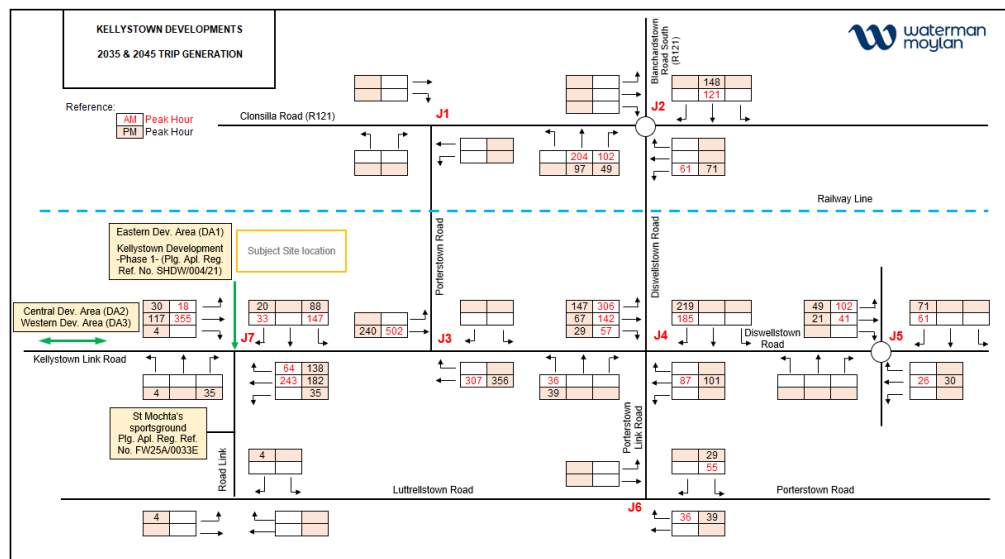 KELLYSTOWN DEVELOPMENTS
2035 & 2045 TRIP GENERATION
waterman
moylan
Reference:
AM Peak Hour
PM Peak Hour
Blanchardstown
Road South
(R121)
148
121
J1
J2
Clonsilla Road (R121)
204 102
97 49
61 71
Railway Line
Eastern Dev. Area (DA1)
Kellystown Development
-Phase 1- (Plg. Apl. Reg.
Ref. No. SHDW/004/21)
Subject Site location
Porterstown Road
Diswellstown Road
Central Dev. Area (DA2)
Western Dev. Area (DA3)
30 18
117 355
4
20 88
33 147
240 502
147 306
67 142
29 57
219
185
49 102
21 41
71
61
J7
J3
J4
Diswellstown
Road
J5
Kellystown Link Road
4 35
64 138
243 182
35
307 356
36
39
87 101
26 30
St Mochta's
sportsground
Plg. Apl. Reg. Ref.
No. FW25A/0033E
Road Link
4
Porterstown
Link Road
29
55
Luttrellstown Road
Porterstown Road
J6
4
36 39